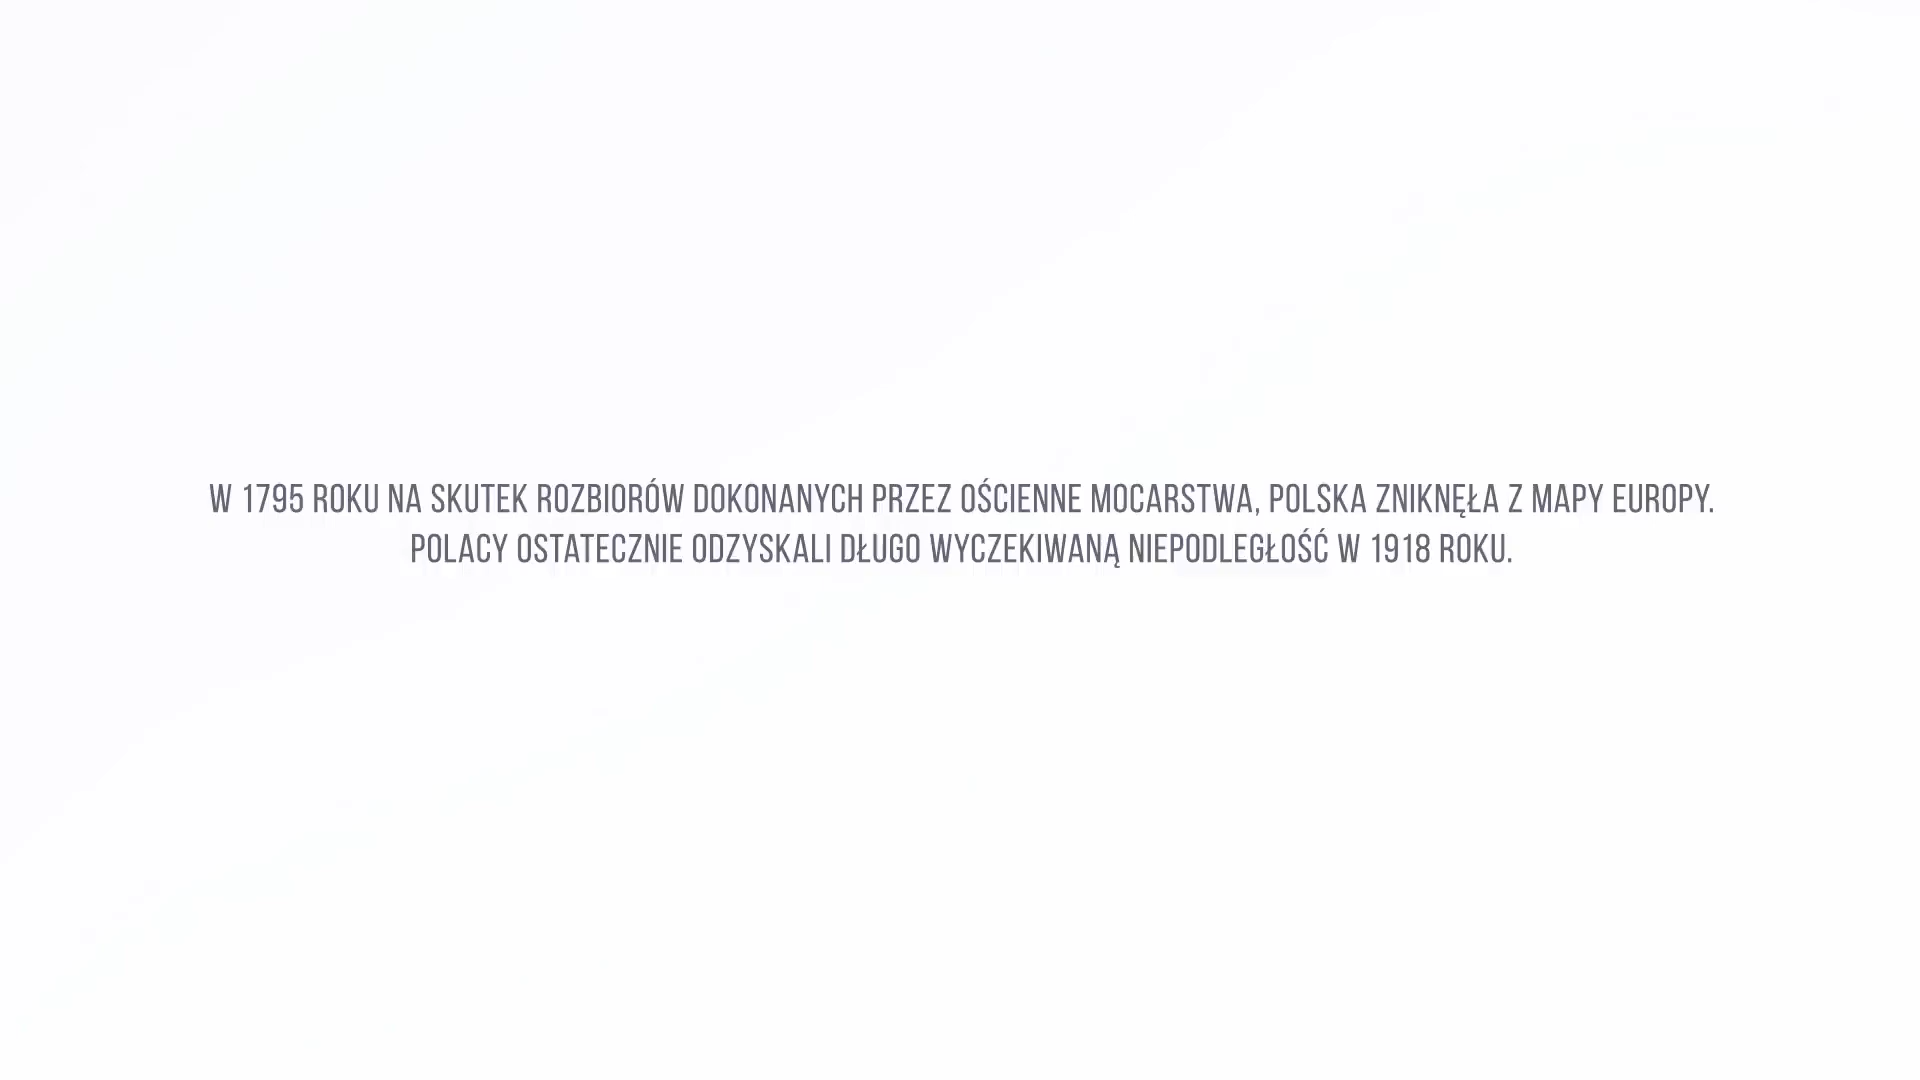 W 1795 ROKU NA SKUTEK ROZBIORÓW DOKONANYCH PRZEZ OŚCIENNE MOCARSTWA, POLSKA ZNIKNĘŁA Z MAPY EUROPY.
POLACY OSTATECZNIE ODZYSKALI DŁUGO WYCZEKIWANĄ NIEPODLEGŁOŚĆ W 1918 ROKU.